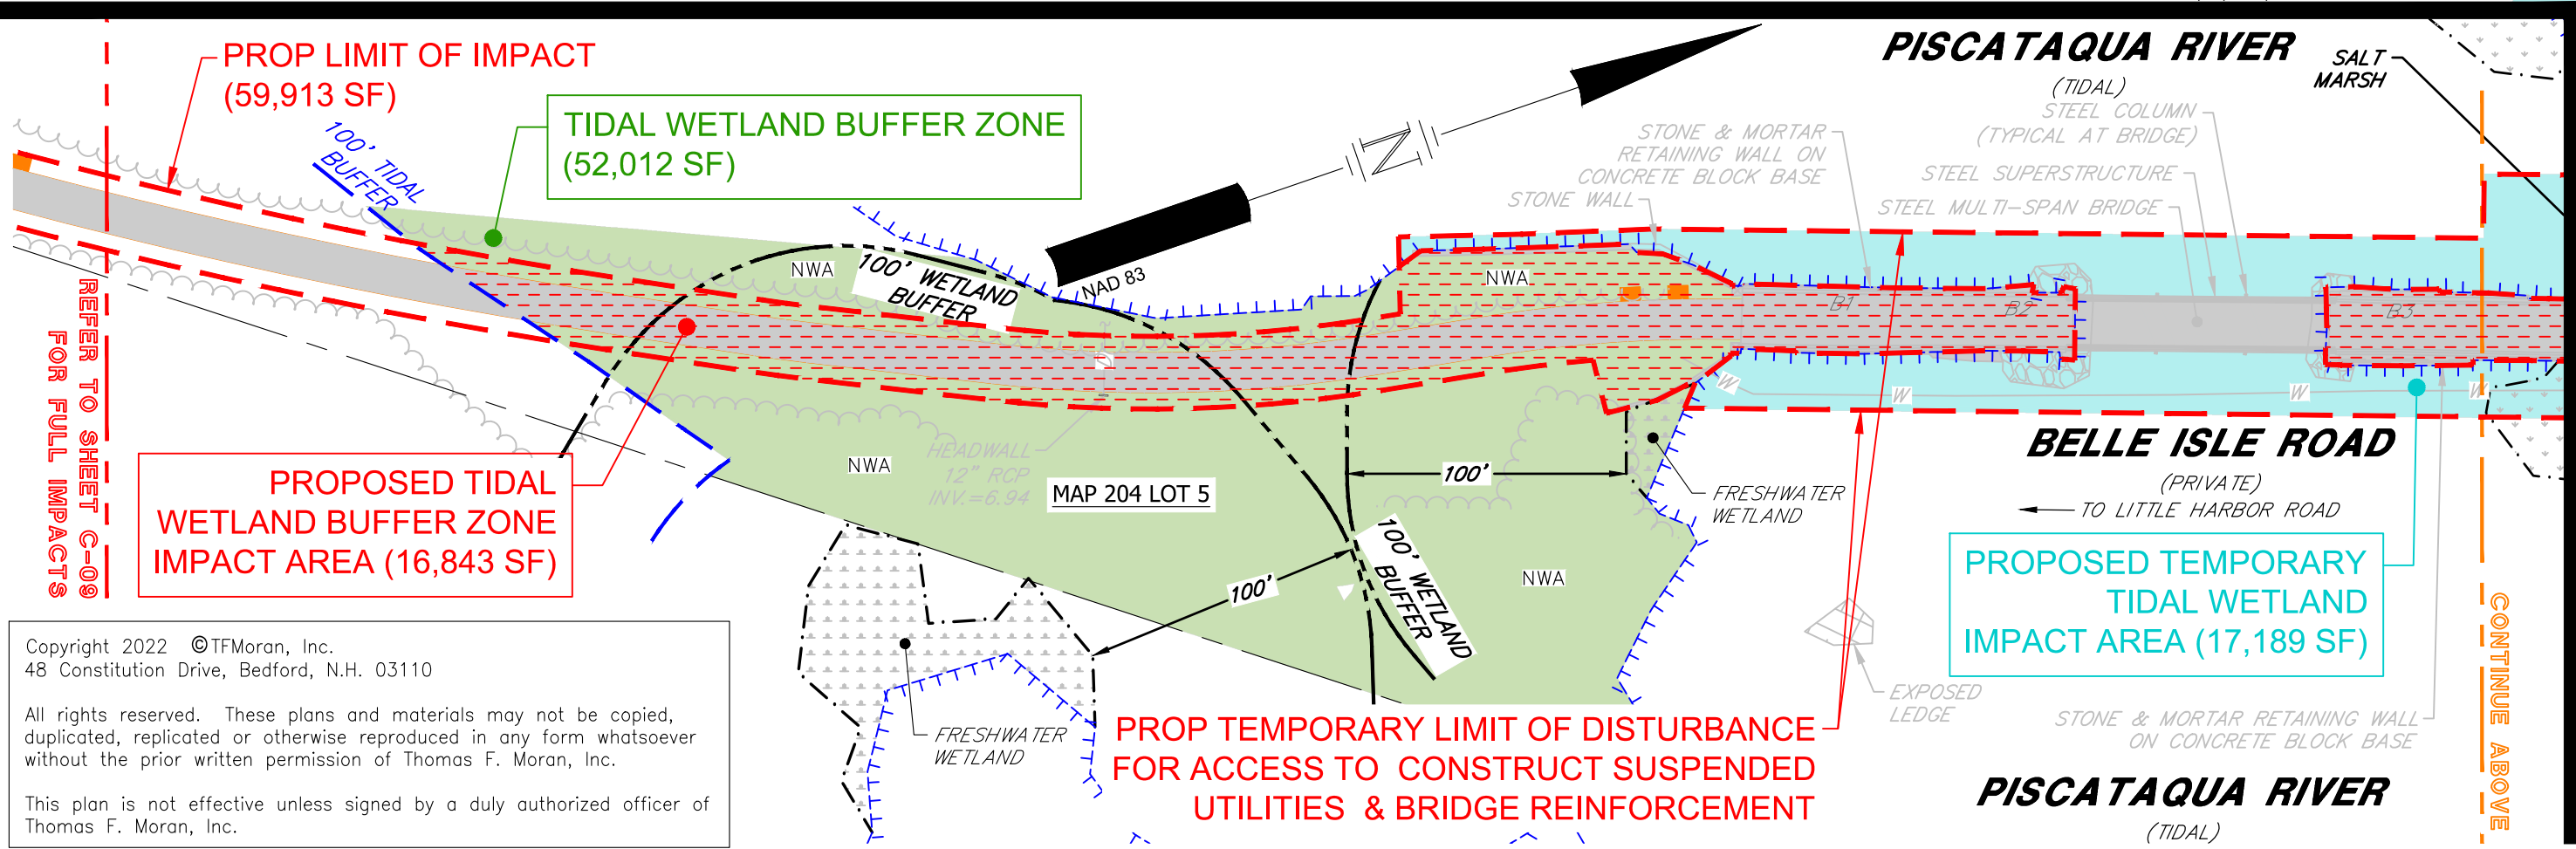 PROP LIMIT OF IMPACT
(59,913 SF)
100' TIDAL
BUFFER
TIDAL WETLAND BUFFER ZONE
(52,012 SF)
N
NAD 83
PISCATAQUA RIVER
(TIDAL)
SALT
MARSH
STEEL COLUMN
(TYPICAL AT BRIDGE)
STEEL SUPERSTRUCTURE
STEEL MULTI-SPAN BRIDGE
STONE & MORTAR
RETAINING WALL ON
CONCRETE BLOCK BASE
STONE WALL
NWA
100' WETLAND
BUFFER
NWA
B1
B2
B3
W
W
W
W
REFER TO SHEET C-09
FOR FULL IMPACTS
PROPOSED TIDAL
WETLAND BUFFER ZONE
IMPACT AREA (16,843 SF)
NWA
HEADWALL
12" RCP
INV.=6.94
MAP 204 LOT 5
100'
FRESHWATER
WETLAND
100' WETLAND
BUFFER
100'
NWA
BELLE ISLE ROAD
(PRIVATE)
TO LITTLE HARBOR ROAD
PROPOSED TEMPORARY
TIDAL WETLAND
IMPACT AREA (17,189 SF)
CONTINUE ABOVE
EXPOSED
LEDGE
STONE & MORTAR RETAINING WALL
ON CONCRETE BLOCK BASE
FRESHWATER
WETLAND
PROP TEMPORARY LIMIT OF DISTURBANCE
FOR ACCESS TO CONSTRUCT SUSPENDED
UTILITIES & BRIDGE REINFORCEMENT
PISCATAQUA RIVER
(TIDAL)
Copyright 2022 ©TFMoran, Inc.
48 Constitution Drive, Bedford, N.H. 03110
All rights reserved. These plans and materials may not be copied,
duplicated, replicated or otherwise reproduced in any form whatsoever
without the prior written permission of Thomas F. Moran, Inc.
This plan is not effective unless signed by a duly authorized officer of
Thomas F. Moran, Inc.